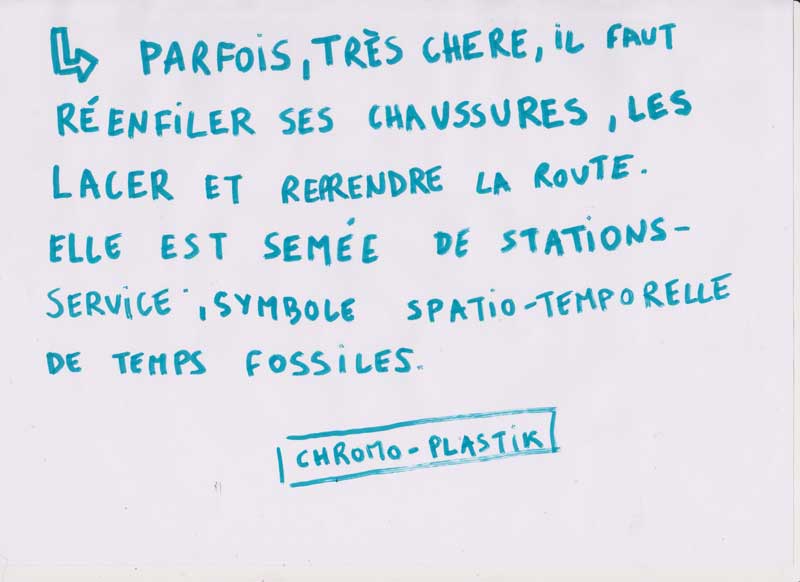 PARFOIS, TRÈS CHERE, IL FAUT
RÉENFILER SES CHAUSSURES, LES
LACER ET REPRENDRE LA ROUTE.
ELLE EST SEMÉE DE STATIONS-
SERVICE, SYMBOLE SPATIO-TEMPORELLE
DE TEMPS FOSSILES.
CHROMO-PLASTIK